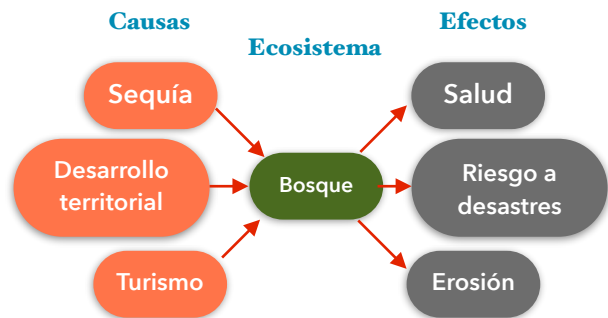 Causas
Ecosistema
Efectos
Sequía
Desarrollo
territorial
Turismo
Bosque
Salud
Riesgo a
desastres
Erosión